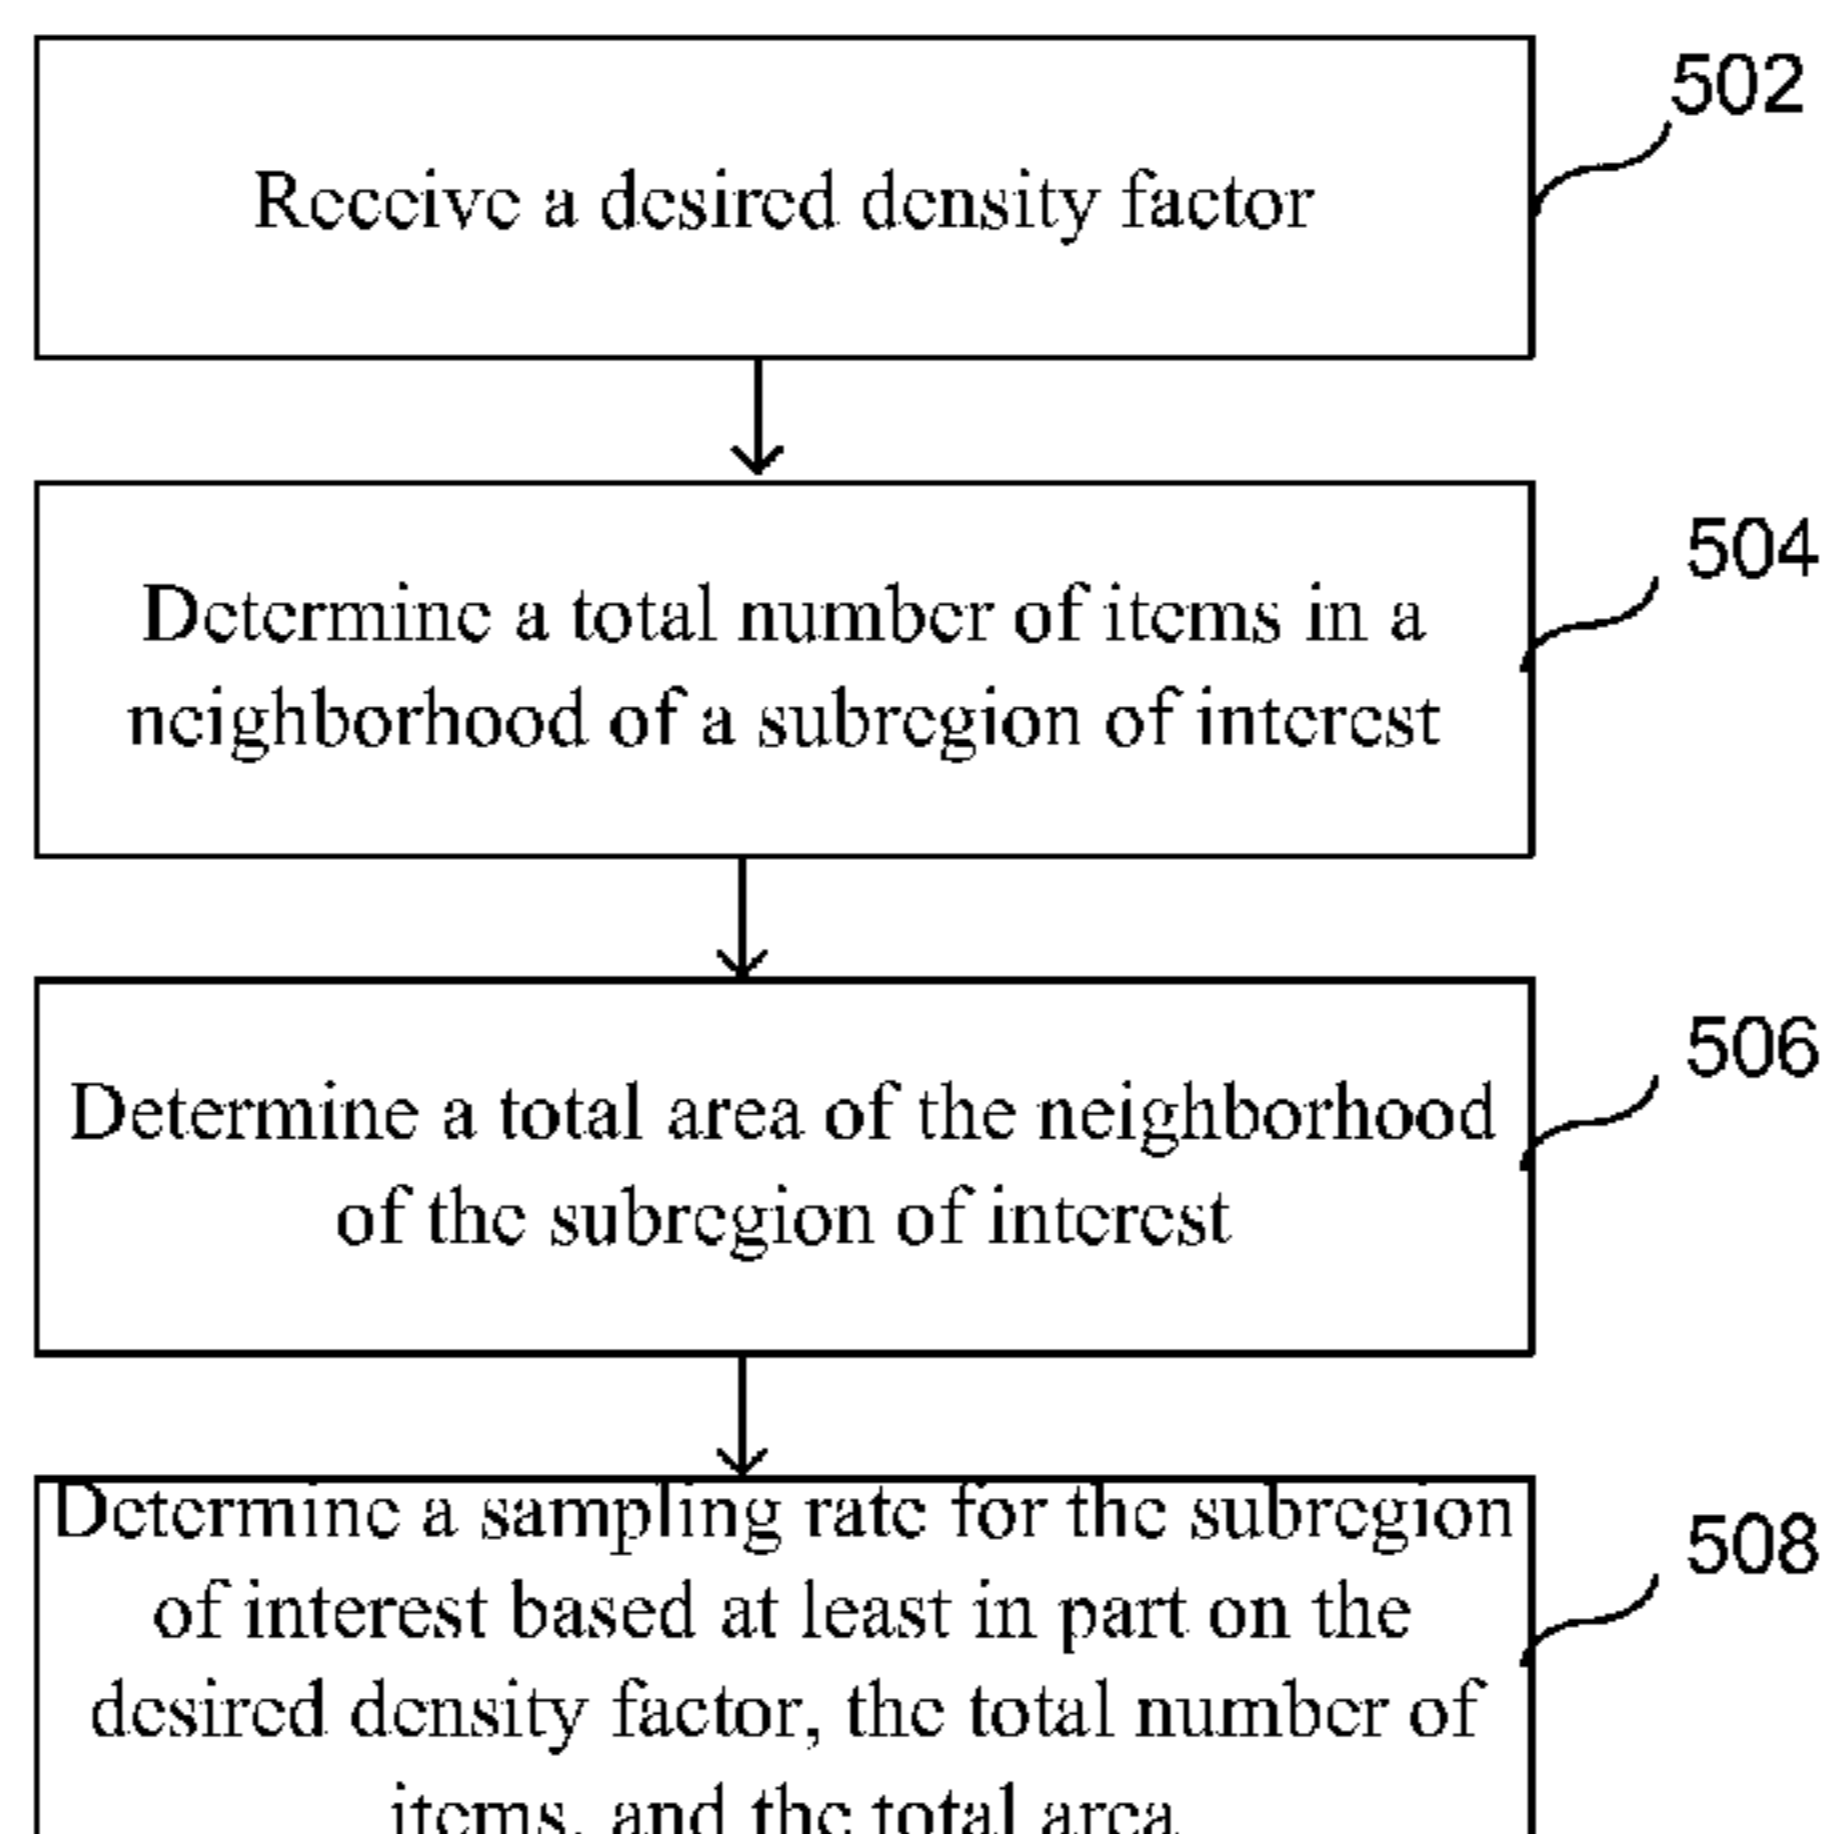 Receive a desired density factor
502
Determine a total number of items in a
neighborhood of a subregion of interest
504
Determine a total area of the neighborhood
of the subregion of interest
506
Determine a sampling rate for the subregion
of interest based at least in part on the
desired density factor, the total number of
items, and the total area
508